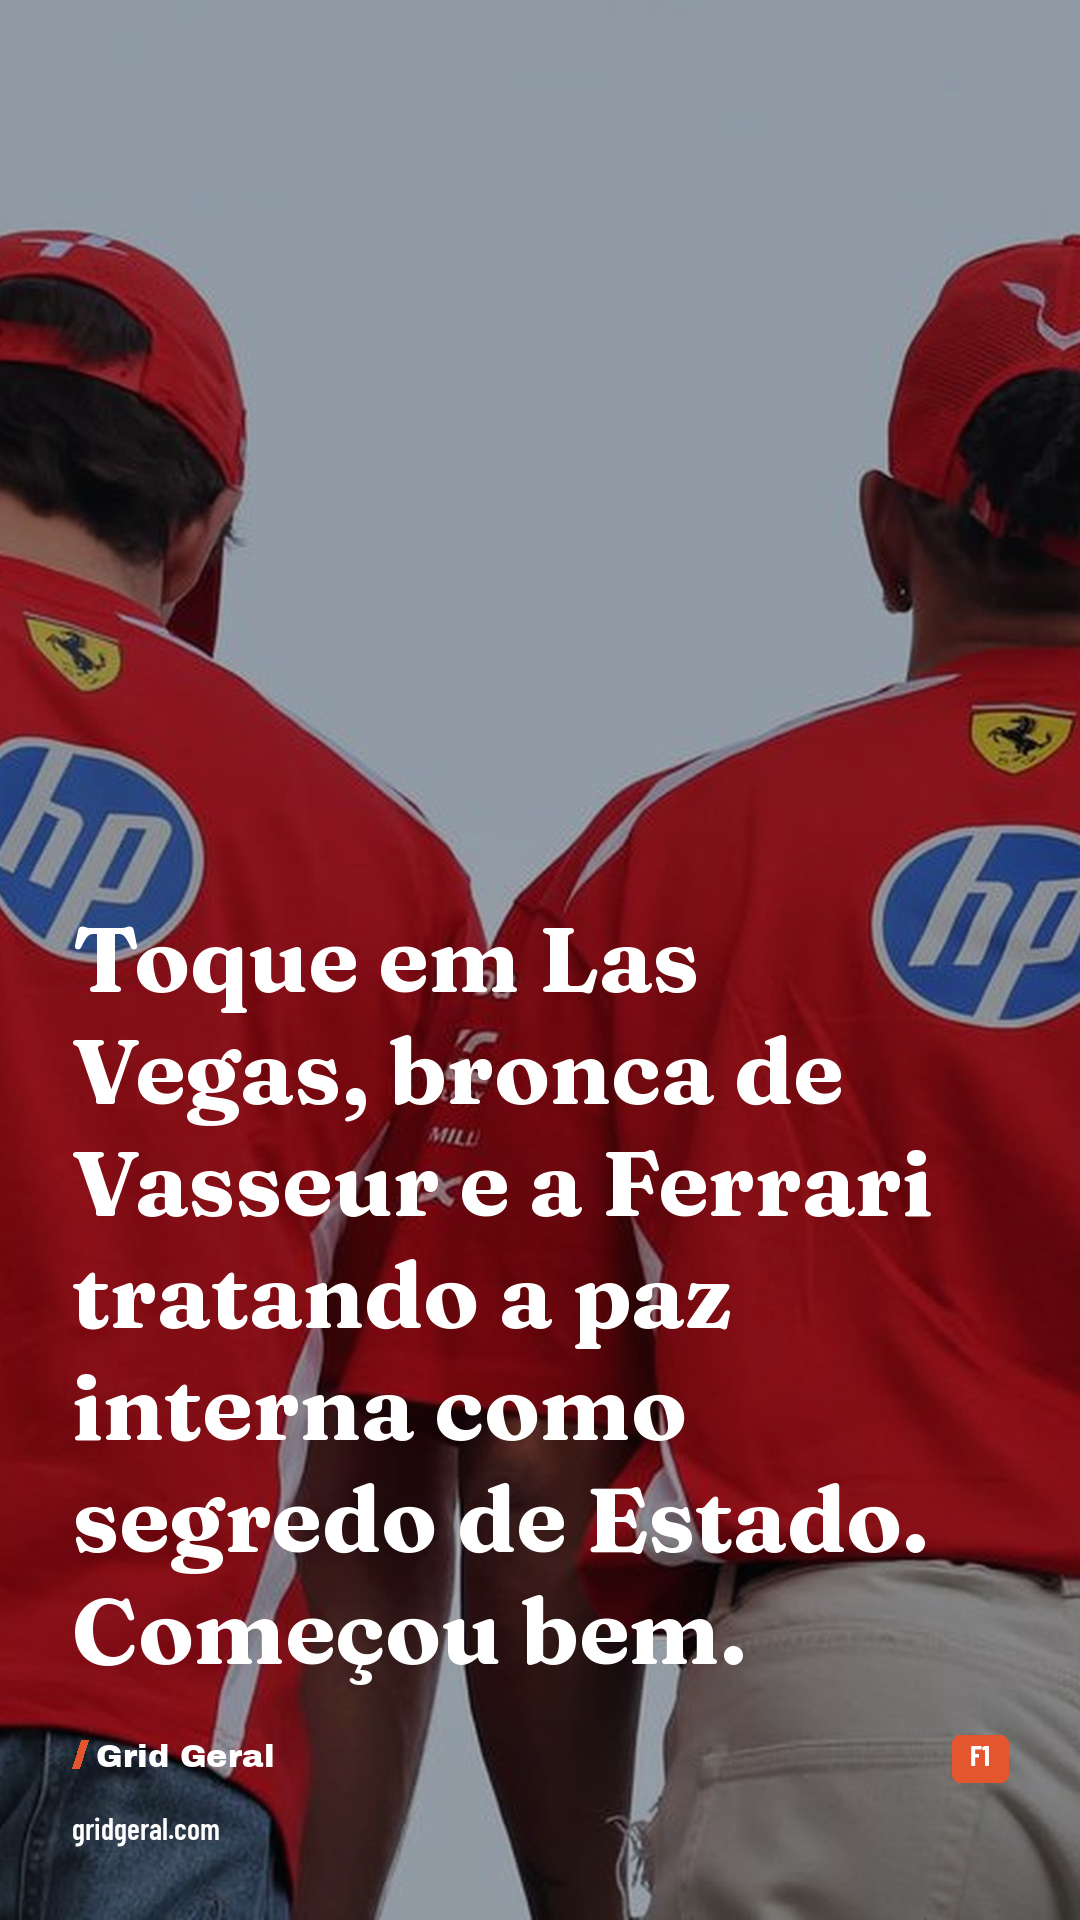 hp
hp
Toque em Las
Vegas, bronca de
Vasseur e a Ferrari
tratando a paz
interna como
segredo de Estado.
Começou bem.
/ Grid Geral
F1
gridgeral.com